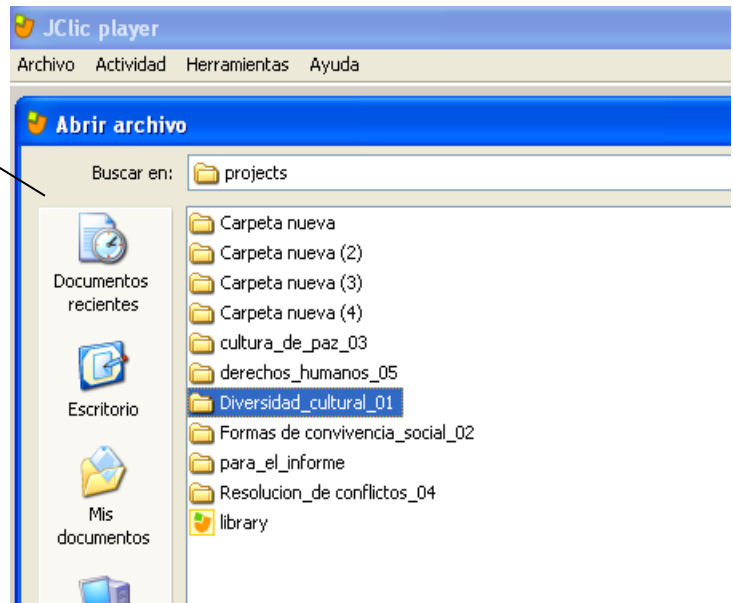 JClic player
Archivo Actividad Herramientas Ayuda
Abrir archivo
Buscar en: projects
Carpeta nueva
Carpeta nueva (2)
Carpeta nueva (3)
Carpeta nueva (4)
cultura_de_paz_03
derechos_humanos_05
Diversidad_cultural_01
Formas de convivencia_social_02
para_el_informe
Resolucion_de conflictos_04
library
Documentos
recientes
Escritorio
Mis
documentos